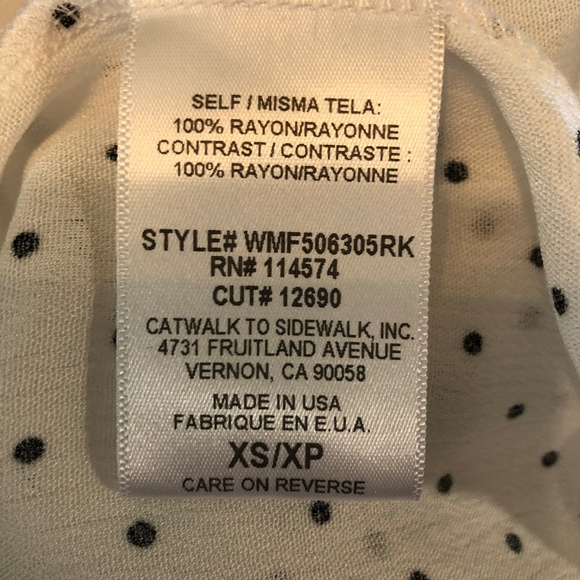 SELF / MISMA TELA:
100% RAYON/RAYONNE
CONTRAST / CONTRASTE :
100% RAYON/RAYONNE
STYLE# WMF506305RK
RN# 114574
CUT# 12690
CATWALK TO SIDEWALK, INC.
4731 FRUITLAND AVENUE
VERNON, CA 90058
MADE IN USA
FABRIQUE EN E.U.A.
XS/XP
CARE ON REVERSE